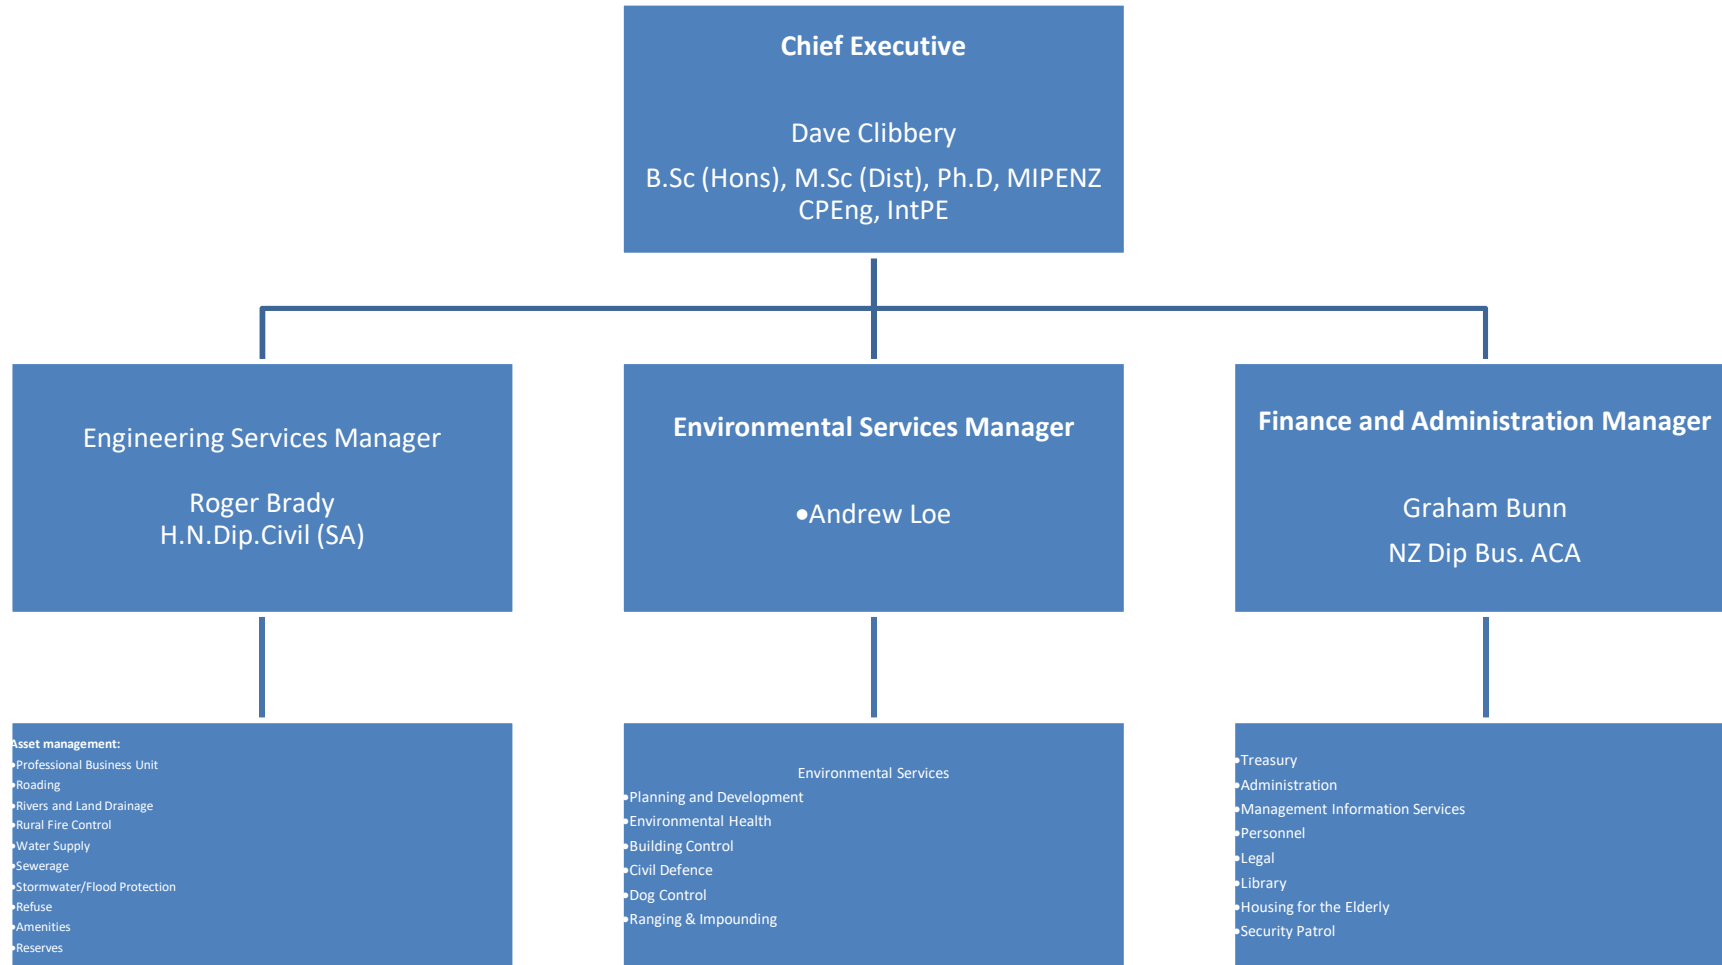 Chief Executive
Dave Clibbery
B.Sc (Hons), M.Sc (Dist), Ph.D, MIPENZ
CPEng, IntPE
Engineering Services Manager
Roger Brady
H.N.Dip.Civil (SA)
Environmental Services Manager
•Andrew Loe
Finance and Administration Manager
Graham Bunn
NZ Dip Bus. ACA
Asset management:
•Professional Business Unit
•Roading
•Rivers and Land Drainage
•Rural Fire Control
•Water Supply
•Sewerage
•Stormwater/Flood Protection
•Refuse
•Amenities
•Reserves
Environmental Services
•Planning and Development
•Environmental Health
•Building Control
•Civil Defence
•Dog Control
•Ranging & Impounding
•Treasury
•Administration
•Management Information Services
•Personnel
•Legal
•Library
•Housing for the Elderly
•Security Patrol